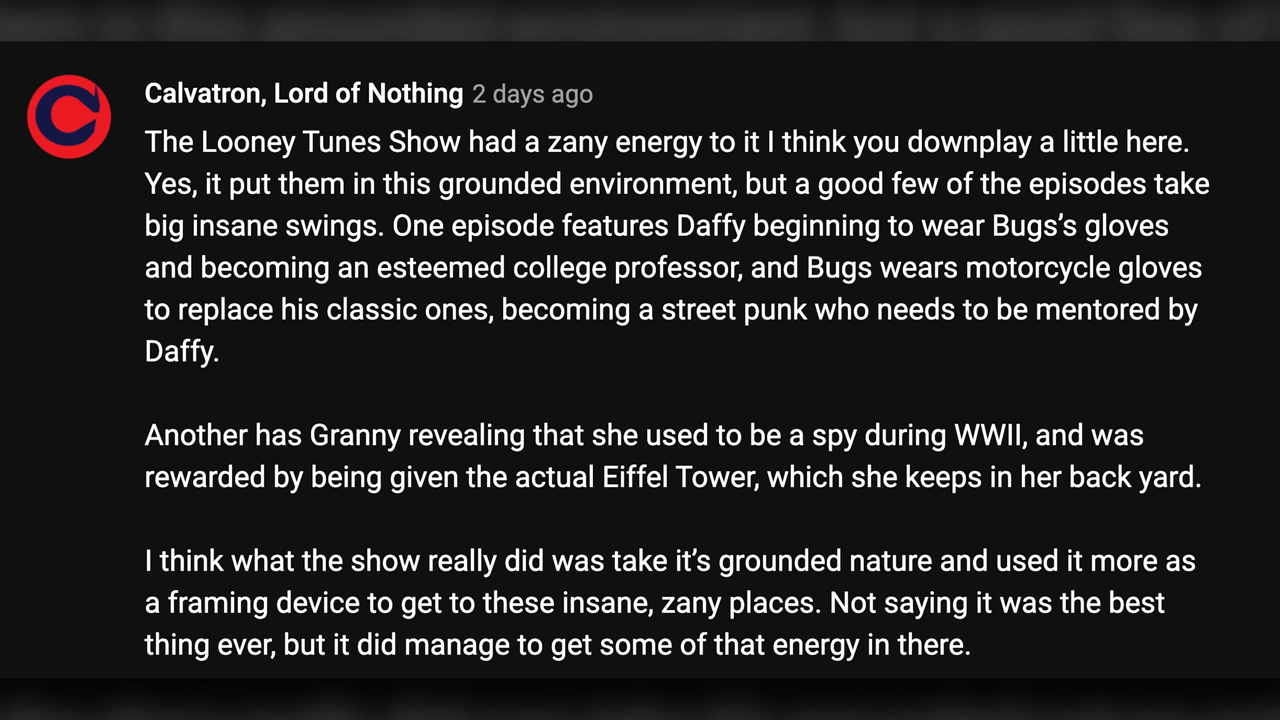 Calvatron, Lord of Nothing 2 days ago
The Looney Tunes Show had a zany energy to it I think you downplay a little here.
Yes, it put them in this grounded environment, but a good few of the episodes take
big insane swings. One episode features Daffy beginning to wear Bugs’s gloves
and becoming an esteemed college professor, and Bugs wears motorcycle gloves
to replace his classic ones, becoming a street punk who needs to be mentored by
Daffy.
Another has Granny revealing that she used to be a spy during WWII, and was
rewarded by being given the actual Eiffel Tower, which she keeps in her back yard.
I think what the show really did was take it’s grounded nature and used it more as
a framing device to get to these insane, zany places. Not saying it was the best
thing ever, but it did manage to get some of that energy in there.